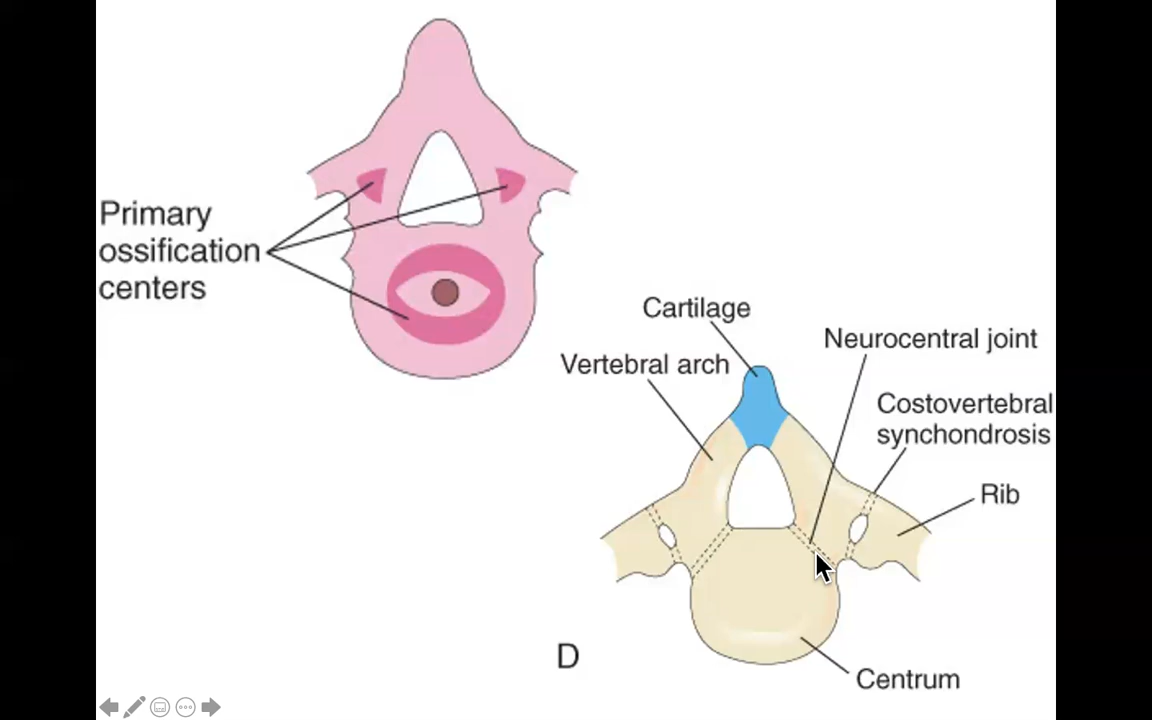 Primary
ossification
centers
Cartilage
Neurocentral joint
Vertebral arch
Costovertebral
synchondrosis
Rib
D
Centrum